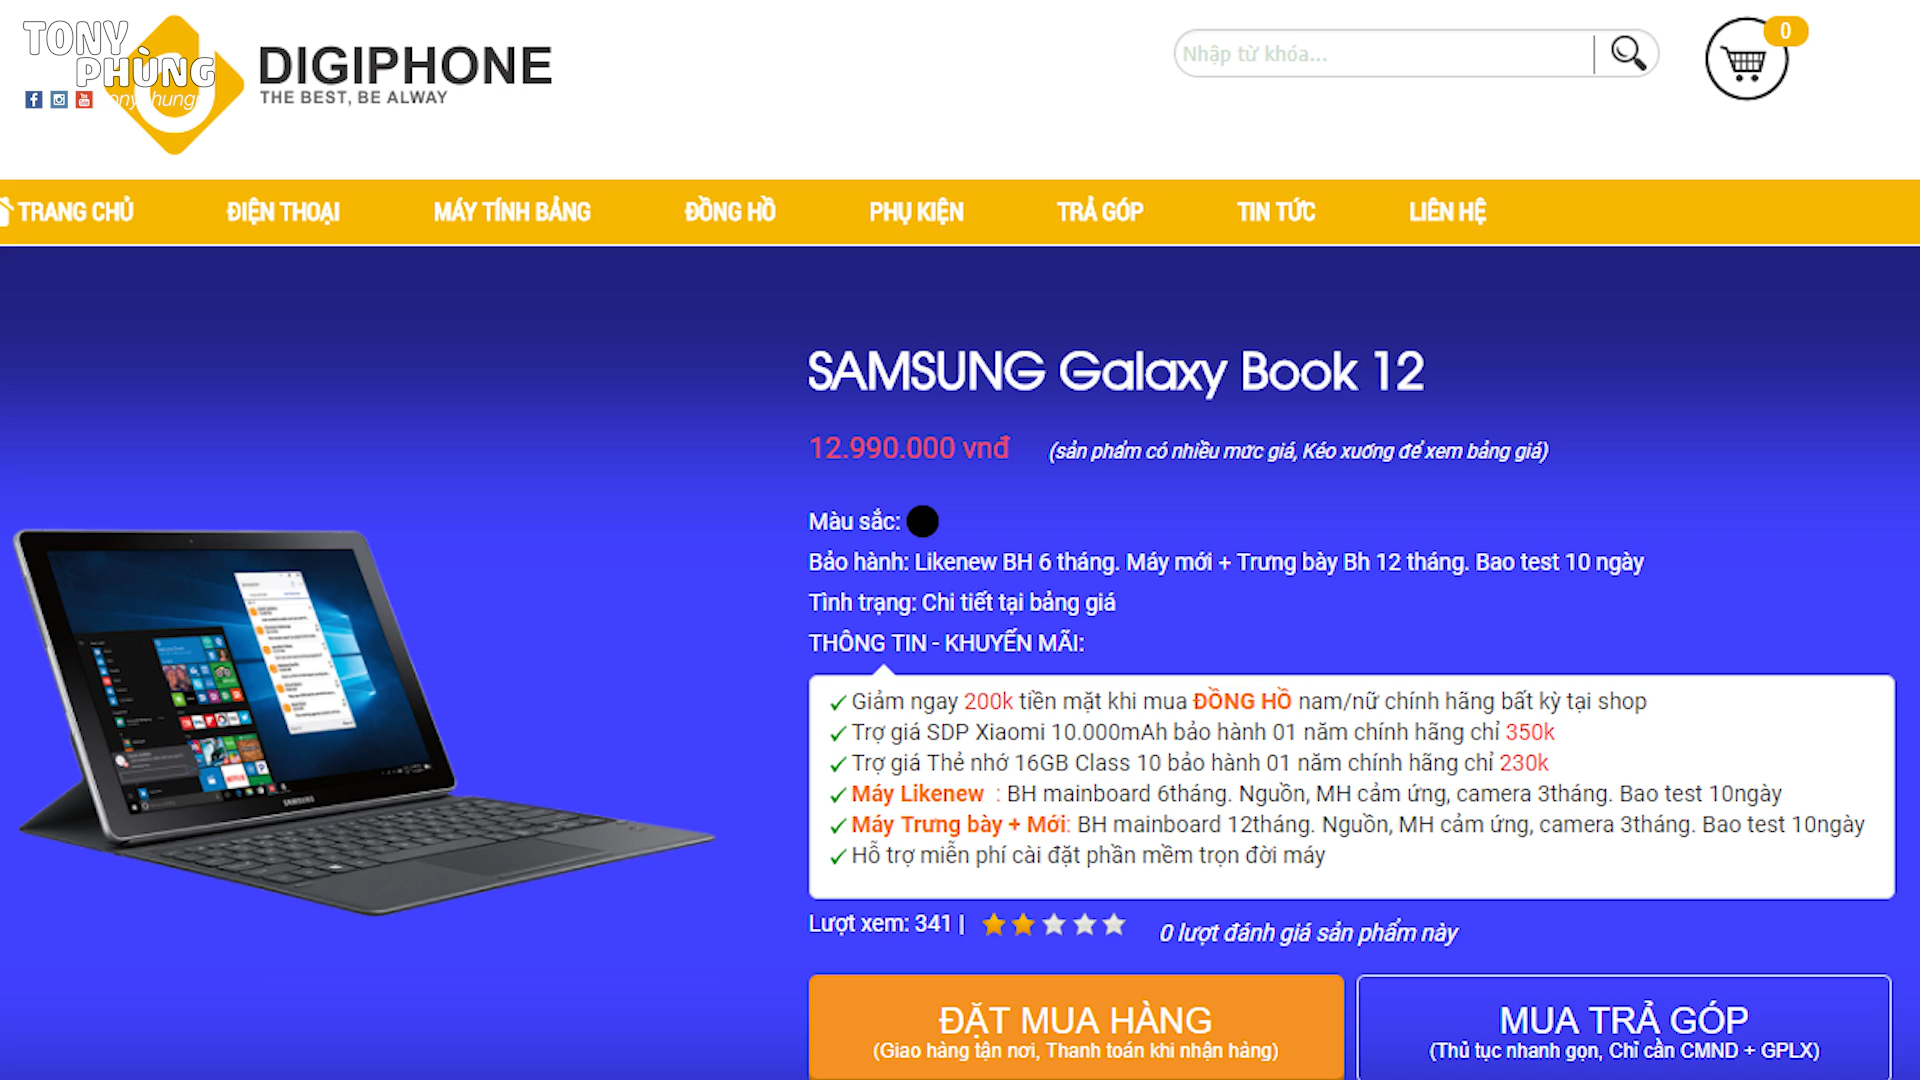 TONY
PHÙNG
DIGIPHONE
THE BEST, BE ALWAY
Nhập từ khóa...
0
TRANG CHỦ
ĐIỆN THOẠI
MÁY TÍNH BẢNG
ĐỒNG HỒ
PHỤ KIỆN
TRẢ GÓP
TIN TỨC
LIÊN HỆ
SAMSUNG Galaxy Book 12
12.990.000 vnđ
(sản phẩm có nhiều mức giá, Kéo xuống để xem bảng giá)
Màu sắc:
Bảo hành: Likenew BH 6 tháng. Máy mới + Trưng bày Bh 12 tháng. Bao test 10 ngày
Tình trạng: Chi tiết tại bảng giá
THÔNG TIN - KHUYẾN MÃI:
Giảm ngay 200k tiền mặt khi mua ĐỒNG HỒ nam/nữ chính hãng bất kỳ tại shop
Trợ giá SDP Xiaomi 10.000mAh bảo hành 01 năm chính hãng chỉ 350k
Trợ giá Thẻ nhớ 16GB Class 10 bảo hành 01 năm chính hãng chỉ 230k
Máy Likenew : BH mainboard 6tháng. Nguồn, MH cảm ứng, camera 3tháng. Bao test 10ngày
Máy Trưng bày + Mới: BH mainboard 12tháng. Nguồn, MH cảm ứng, camera 3tháng. Bao test 10ngày
Hỗ trợ miễn phí cài đặt phần mềm trọn đời máy
SAMSUNG
Lượt xem: 341 |
0 lượt đánh giá sản phẩm này
ĐẶT MUA HÀNG
(Giao hàng tận nơi, Thanh toán khi nhận hàng)
MUA TRẢ GÓP
(Thủ tục nhanh gọn, Chỉ cần CMND + GPLX)